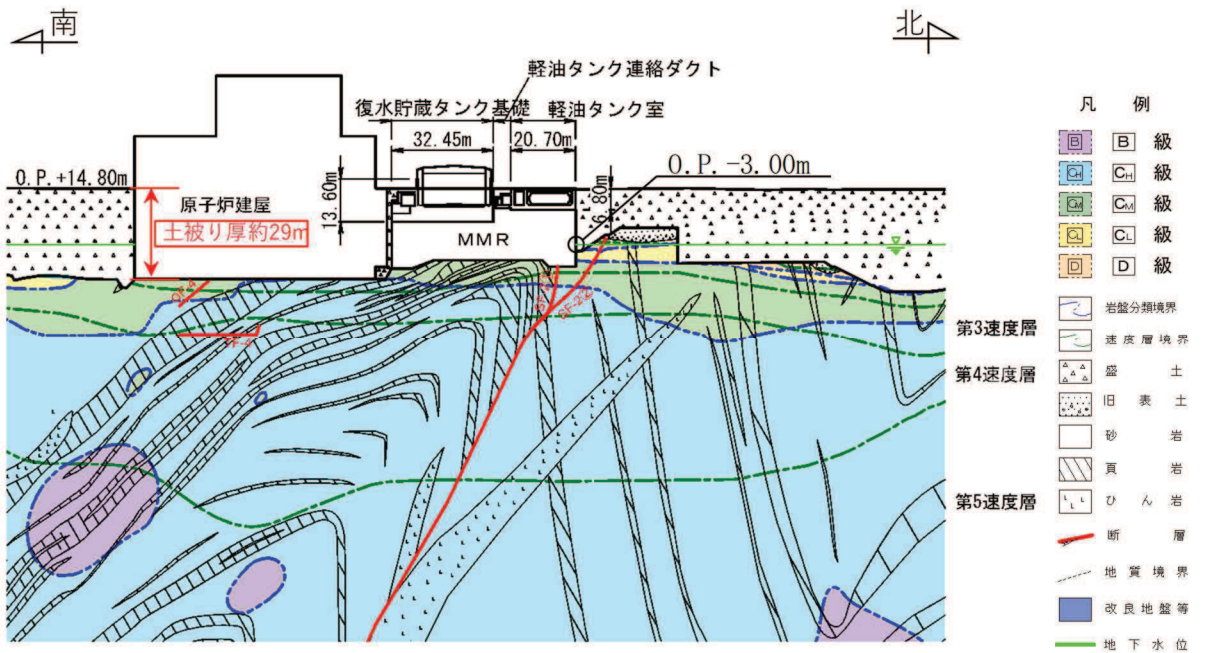 南
北
軽油タンク連絡ダクト
復水貯蔵タンク基礎 軽油タンク室
32.45m 20.70m
O.P.-3.00m
O.P.+14.80m
13.60m
6.80m
原子炉建屋
土被り厚約29m
MMR
OF-4
SF-2(2)
第3速度層
第4速度層
第5速度層
凡例
B B 級
CH CH 級
CM CM 級
CL CL 級
D D 級
岩盤分類境界
速度層境界
盛土
旧表土
砂岩
頁岩
ひん岩
断層
地質境界
改良地盤等
地下水位